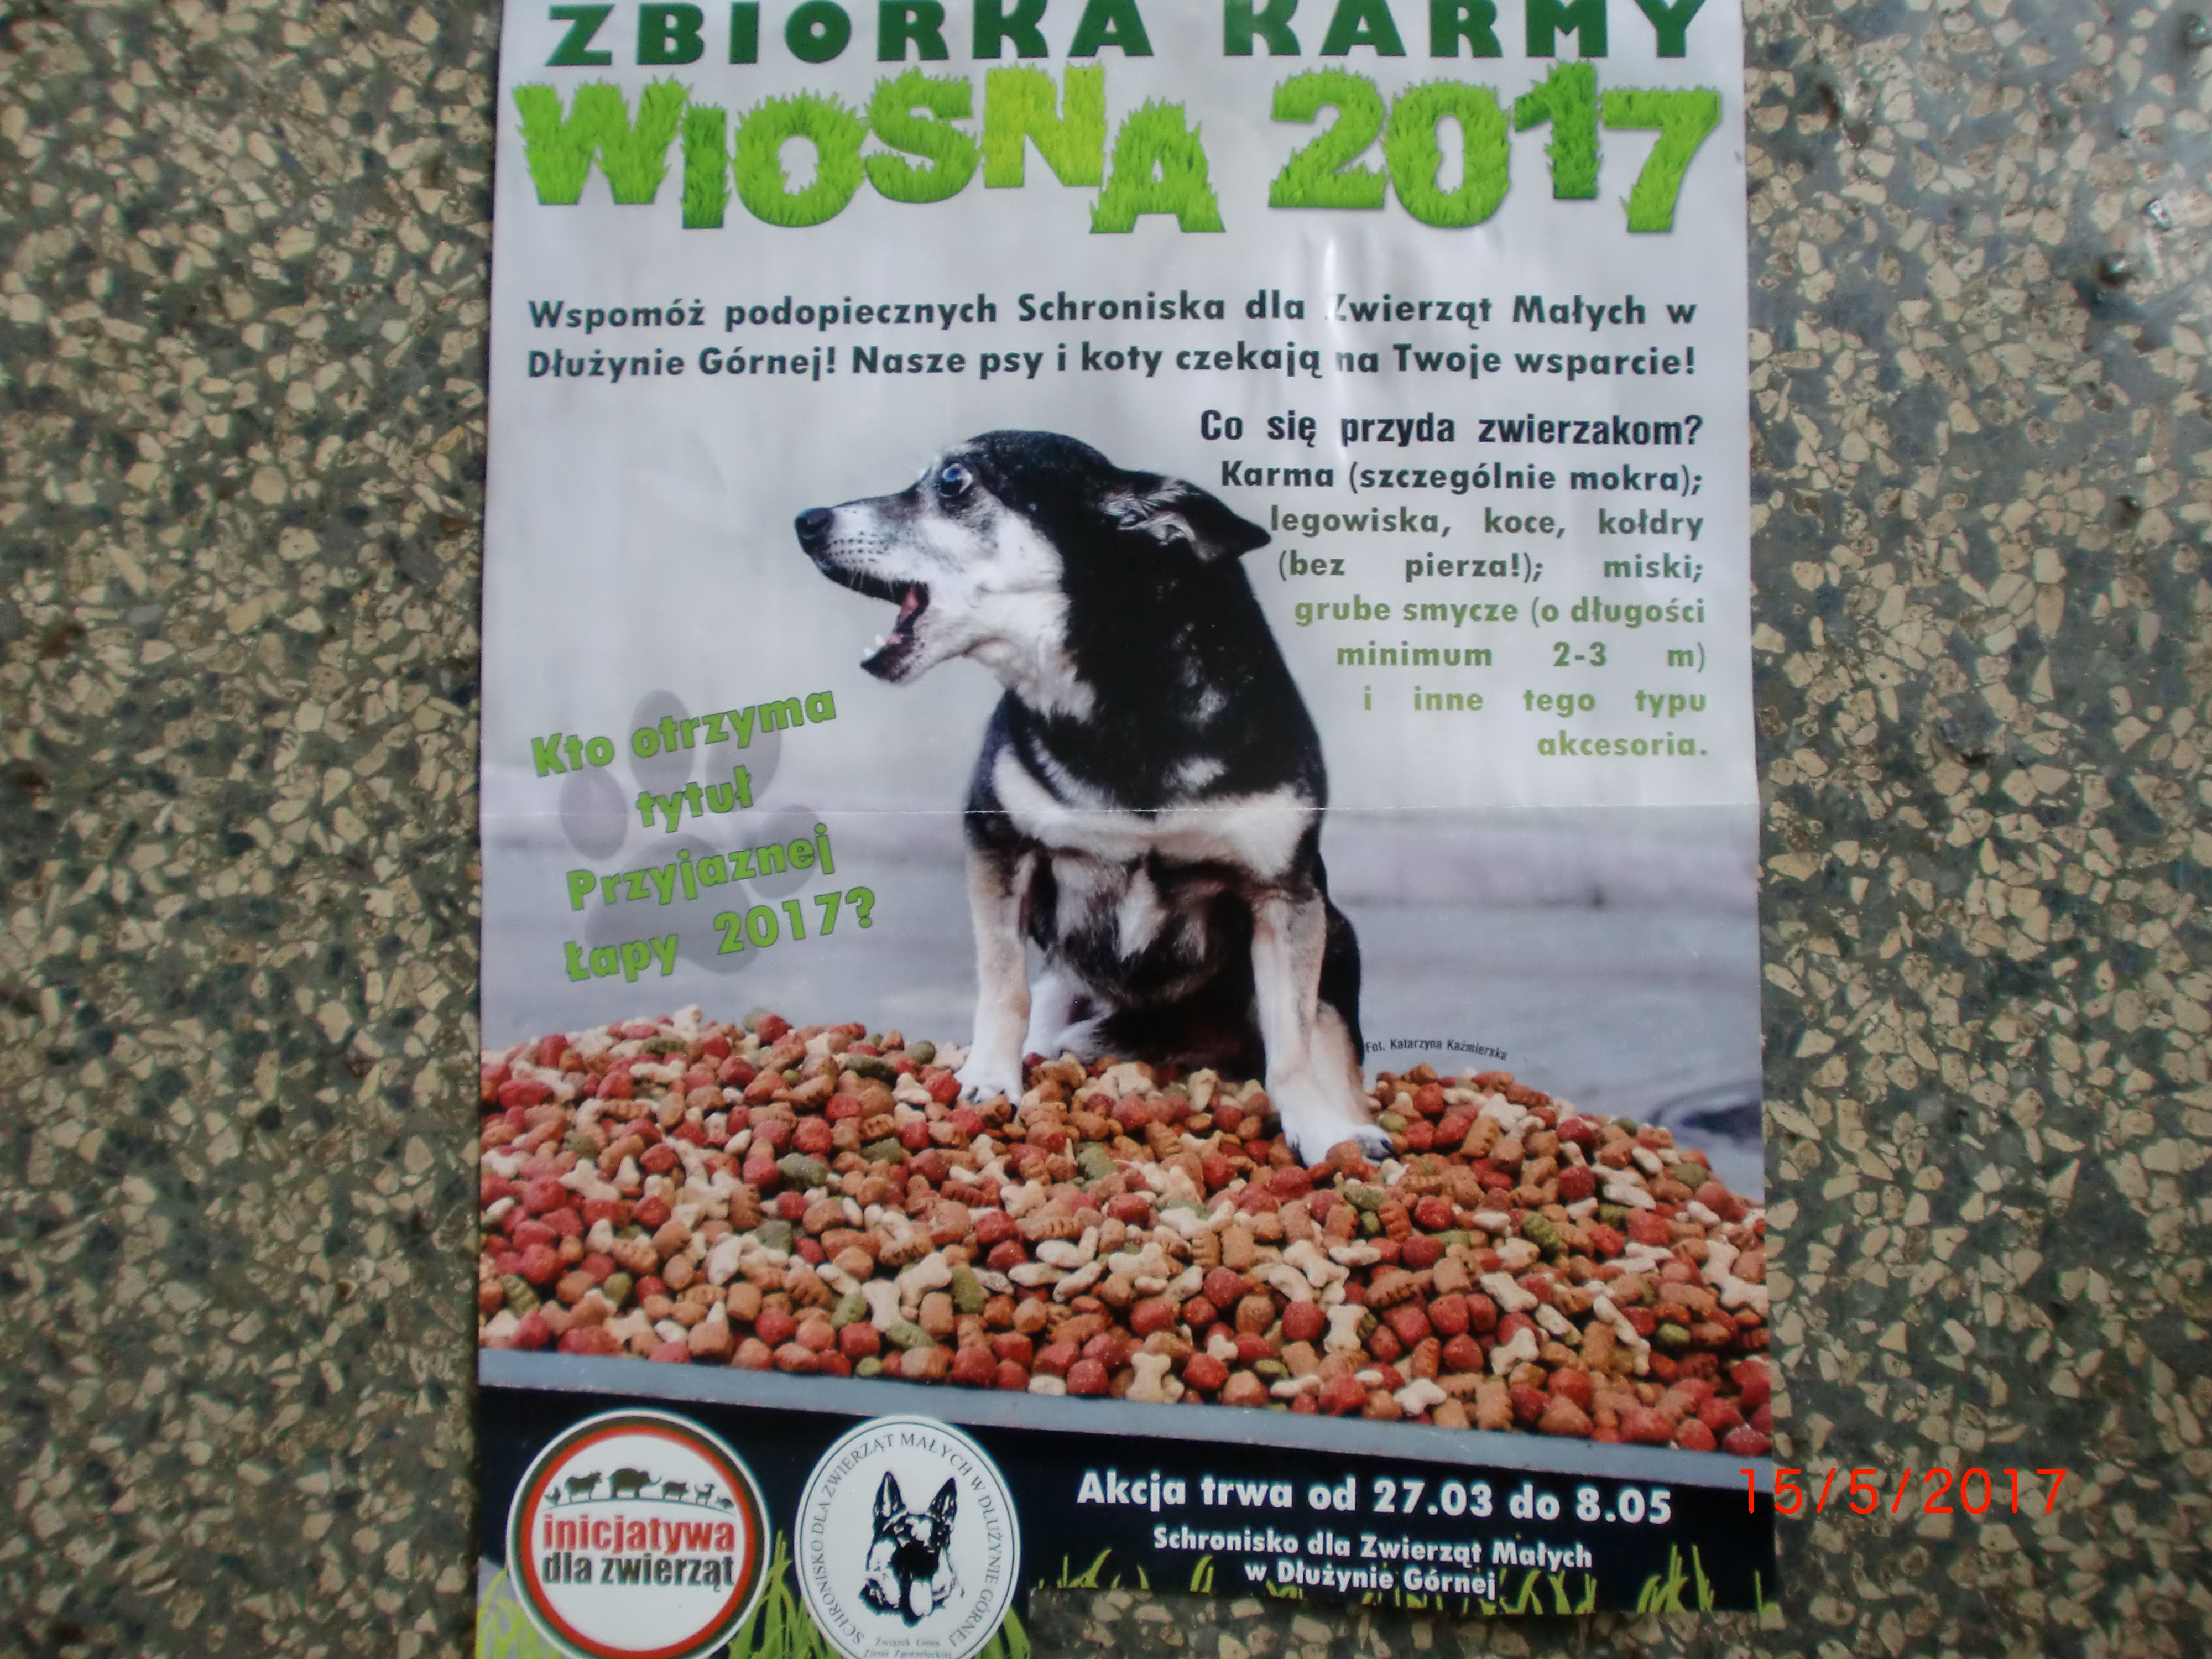 ZBIÓRKA KARMY
WIOSNA 2017
Wspomóż podopiecznych Schroniska dla Zwierząt Małych w
Dłużynie Górnej! Nasze psy i koty czekają na Twoje wsparcie!
Co się przyda zwierzakom?
Karma (szczególnie mokra);
legowiska, koce, kołdry
(bez pierza!); miski;
grube smycze (o długości
minimum 2-3 m)
i inne tego typu
akcesoria.
Kto otrzyma
tytuł
Przyjaznej
Łapy 2017?
Fot. Katarzyna Kaźmierska
inicjatywa
dla zwierząt
SCHRONISKO DLA ZWIERZĄT MAŁYCH W DŁUŻYNIE GÓRNEJ
Związek Gmin
Ziemi Zgorzeleckiej
Akcja trwa od 27.03 do 8.05
Schronisko dla Zwierząt Małych
w Dłużynie Górnej
15/5/2017